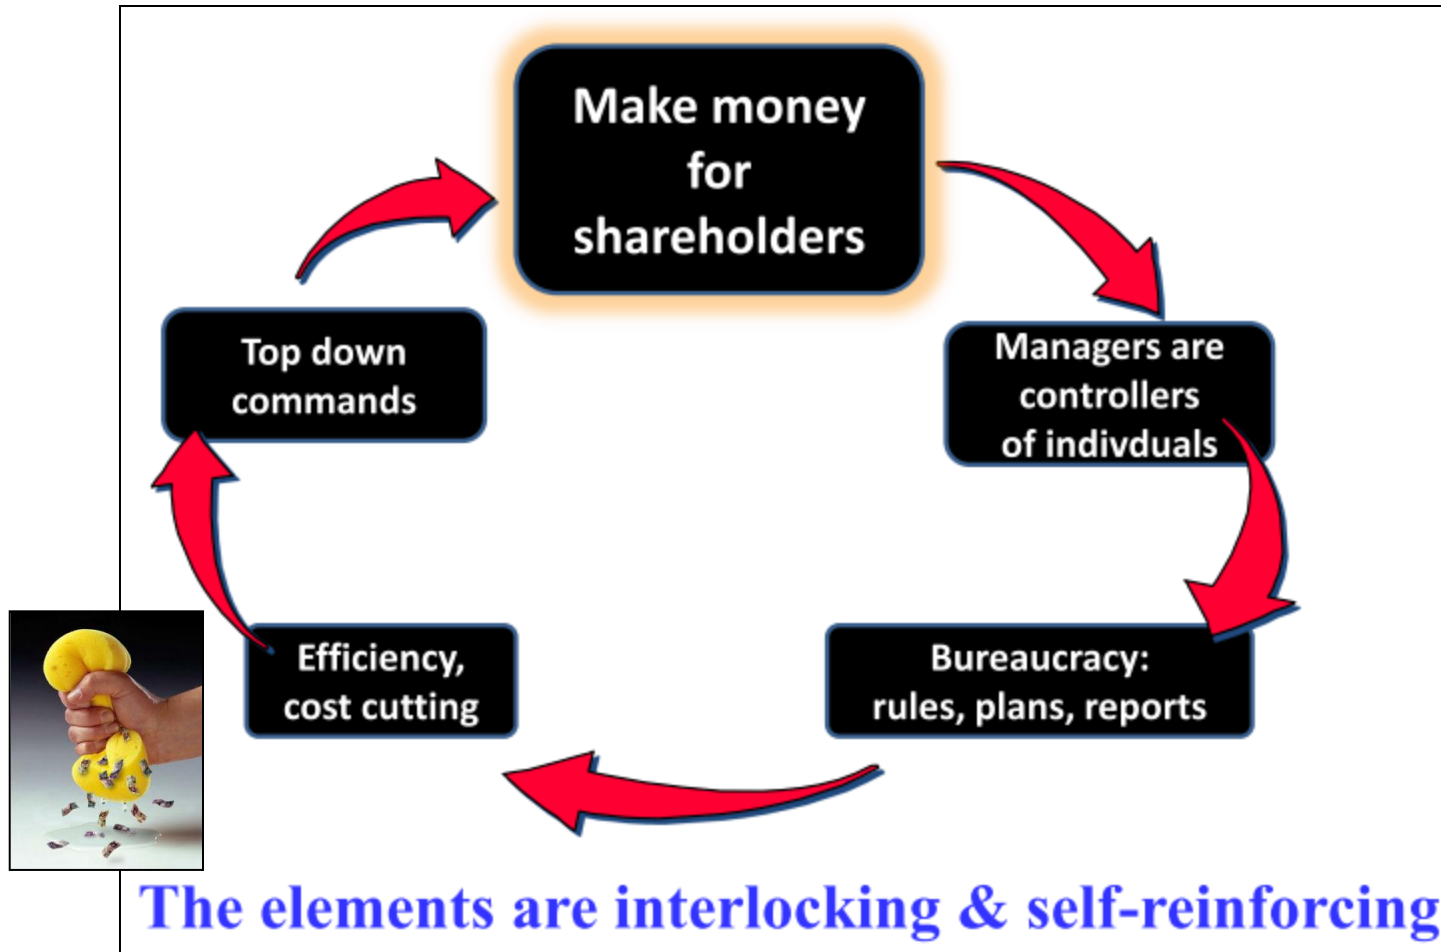 Make money
for
shareholders
Managers are
controllers
of indivduals
Bureaucracy:
rules, plans, reports
Efficiency,
cost cutting
Top down
commands
The elements are interlocking & self-reinforcing